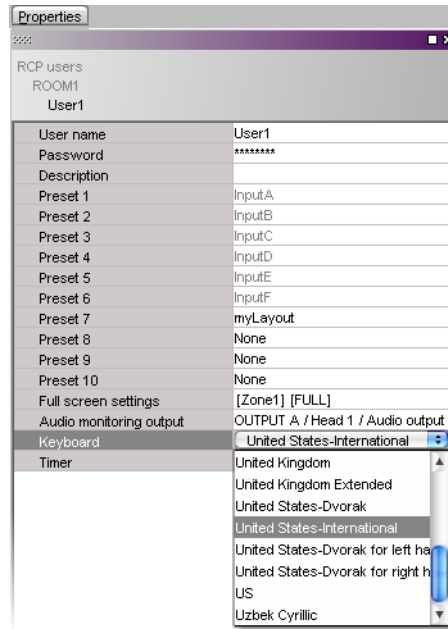 Properties
RCP users
ROOM1
User1
User name User1
Password ********
Description
Preset 1 InputA
Preset 2 InputB
Preset 3 InputC
Preset 4 InputD
Preset 5 InputE
Preset 6 InputF
Preset 7 myLayout
Preset 8 None
Preset 9 None
Preset 10 None
Full screen settings [Zone1] [FULL]
Audio monitoring output OUTPUT A / Head 1 / Audio output
Keyboard United States-International
Timer
United Kingdom
United Kingdom Extended
United States-Dvorak
United States-International
United States-Dvorak for left ha
United States-Dvorak for right h
US
Uzbek Cyrillic